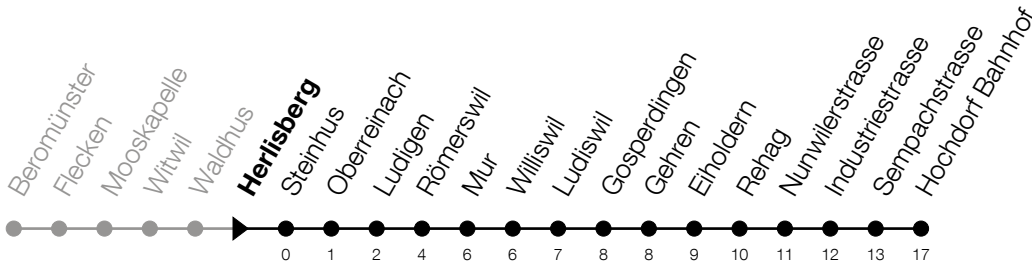 Beromünster
Flecken
Mooskapelle
Witwil
Waldhus
Herlisberg
Steinhus
Oberreinach
Ludigen
Römerswil
Mur
Williswil
Ludiswil
Gosperdingen
Gehren
Eiholdern
Rehag
Nunwilerstrasse
Industriestrasse
Sempachstrasse
Hochdorf Bahnhof
0 1 2 4 6 6 7 8 8 9 10 11 12 13 17